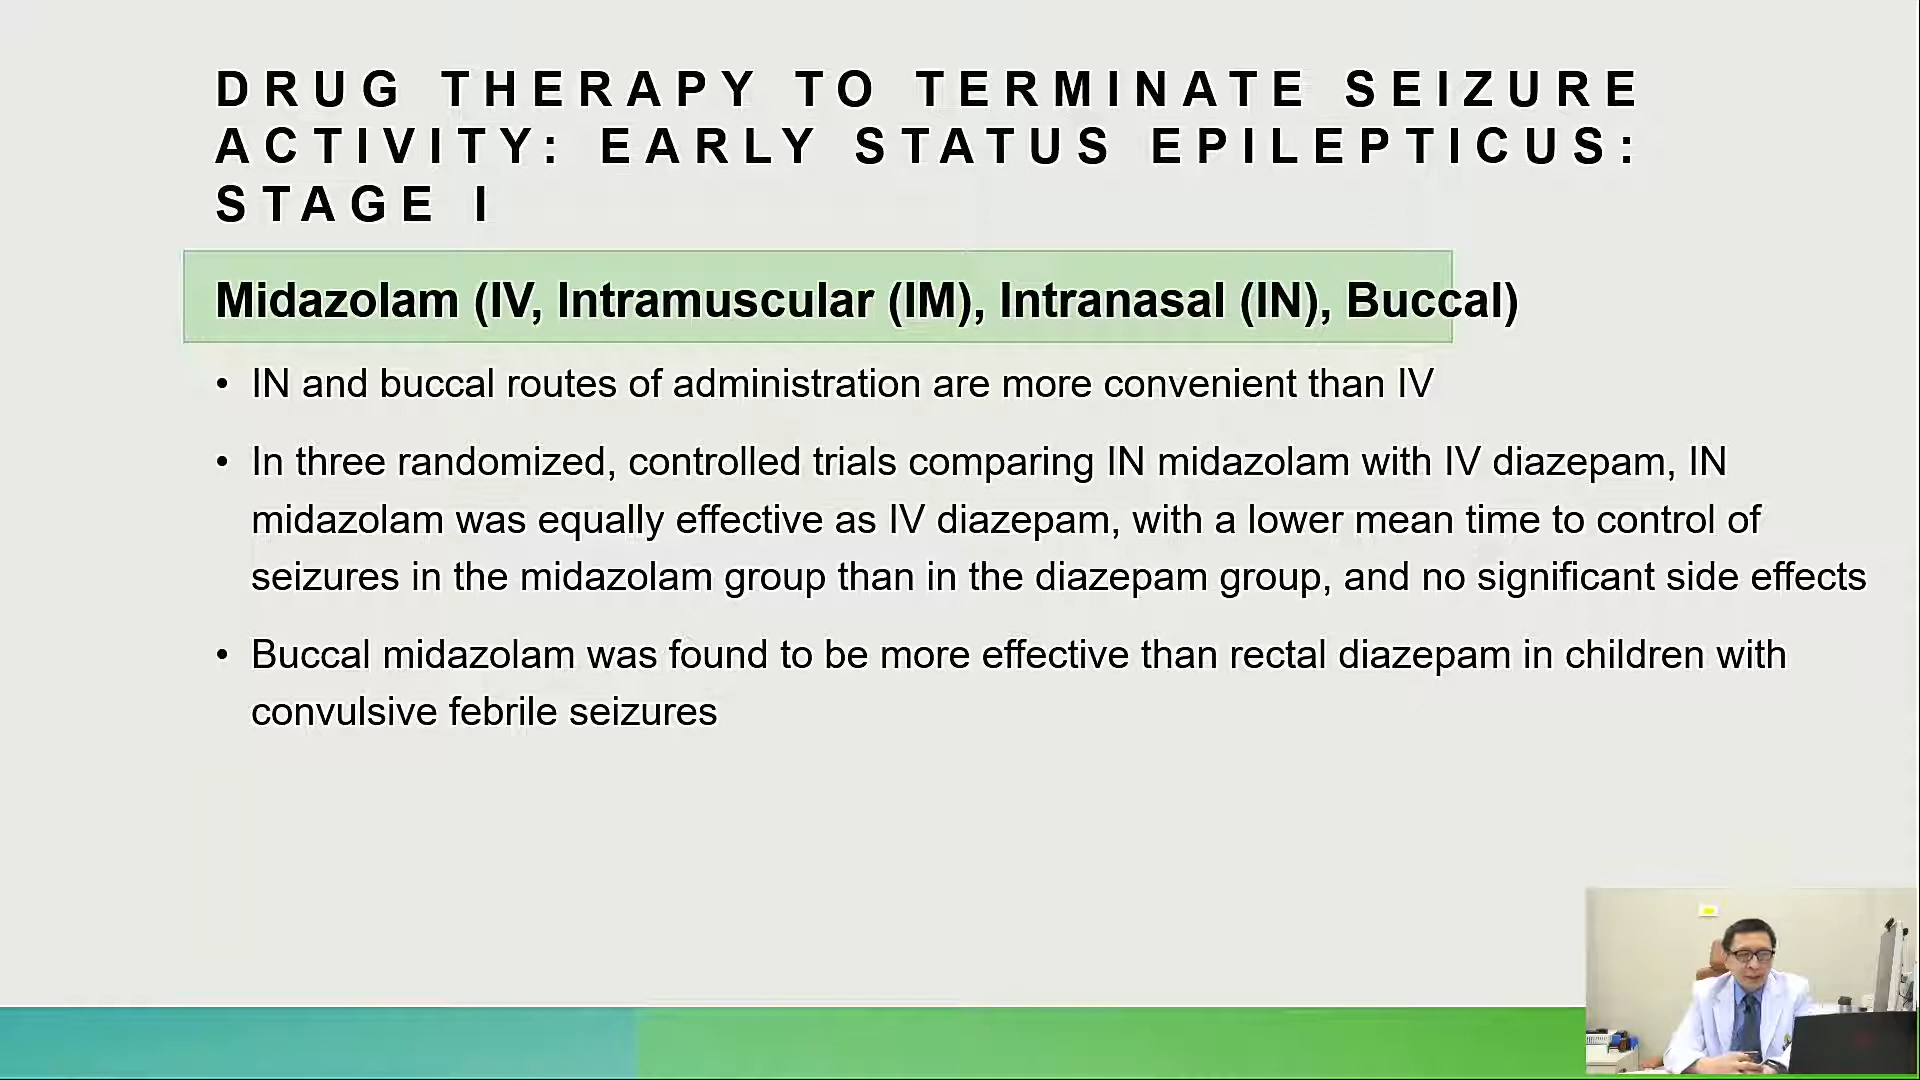 DRUG THERAPY TO TERMINATE SEIZURE
ACTIVITY: EARLY STATUS EPILEPTICUS:
STAGE I
Midazolam (IV, Intramuscular (IM), Intranasal (IN), Buccal)
• IN and buccal routes of administration are more convenient than IV
• In three randomized, controlled trials comparing IN midazolam with IV diazepam, IN
midazolam was equally effective as IV diazepam, with a lower mean time to control of
seizures in the midazolam group than in the diazepam group, and no significant side effects
• Buccal midazolam was found to be more effective than rectal diazepam in children with
convulsive febrile seizures